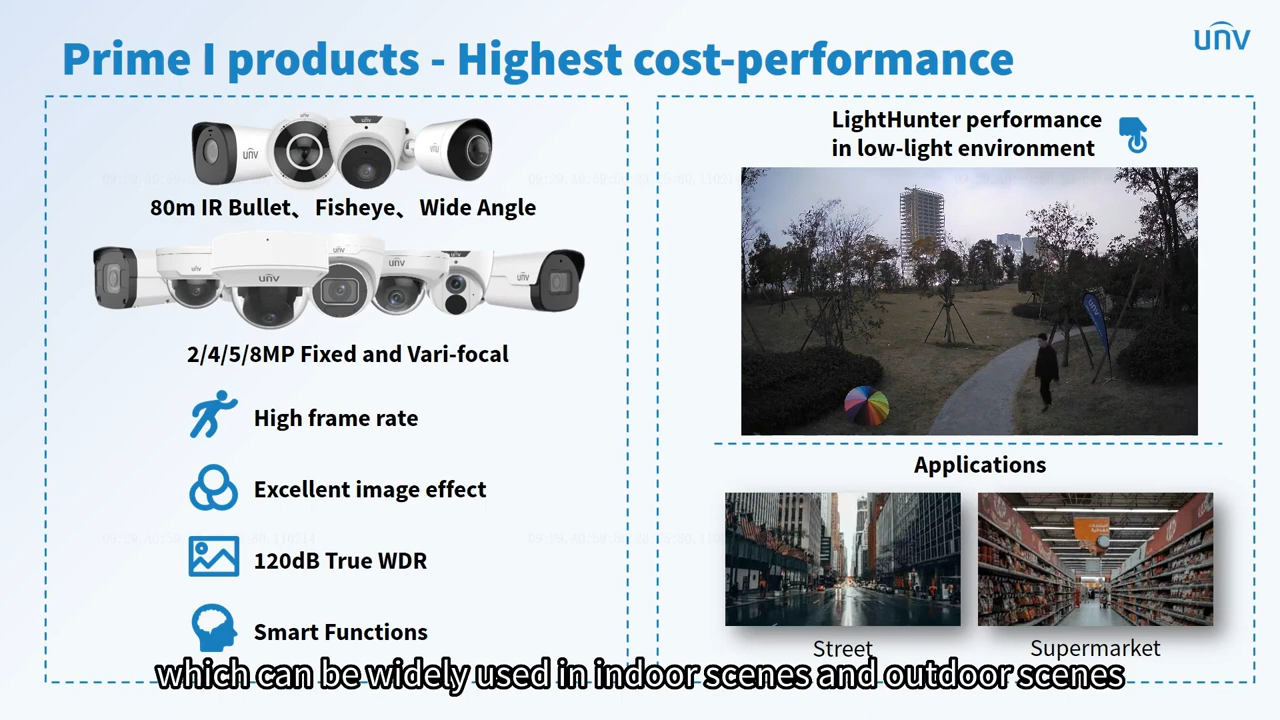 Prime I products - Highest cost-performance
unv
80m IR Bullet、Fisheye、Wide Angle
2/4/5/8MP Fixed and Vari-focal
High frame rate
Excellent image effect
120dB True WDR
Smart Functions
LightHunter performance
in low-light environment
Applications
Street
Supermarket
which can be widely used in indoor scenes and outdoor scenes